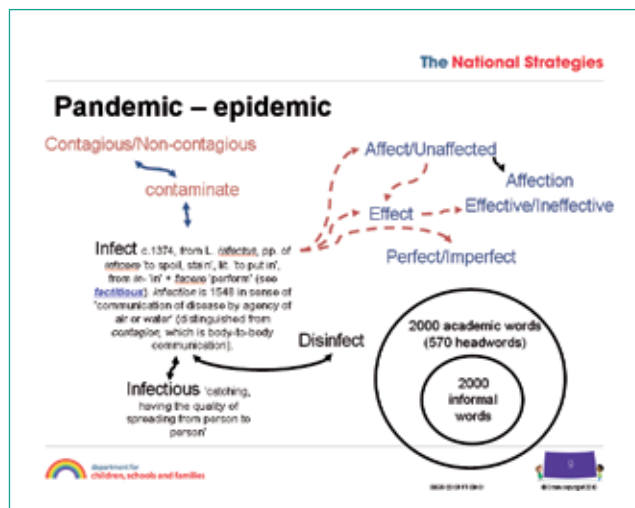 The National Strategies
Pandemic – epidemic
Contagious/Non-contagious
contaminate
Affect/Unaffected
Affection
Effect
Effective/Ineffective
Perfect/Imperfect
Infect c.1374, from L. infectus, pp. of
inficere 'to spoil, stain', lit. 'to put in',
from in- 'in' + facere 'perform' (see
factitious). Infection is 1548 in sense of
'communication of disease by agency of
air or water' (distinguished from
contagion, which is body-to-body
communication).
Disinfect
Infectious 'catching,
having the quality of
spreading from person to
person'
2000 academic words
(570 headwords)
2000
informal
words
department for
children, schools and families
9